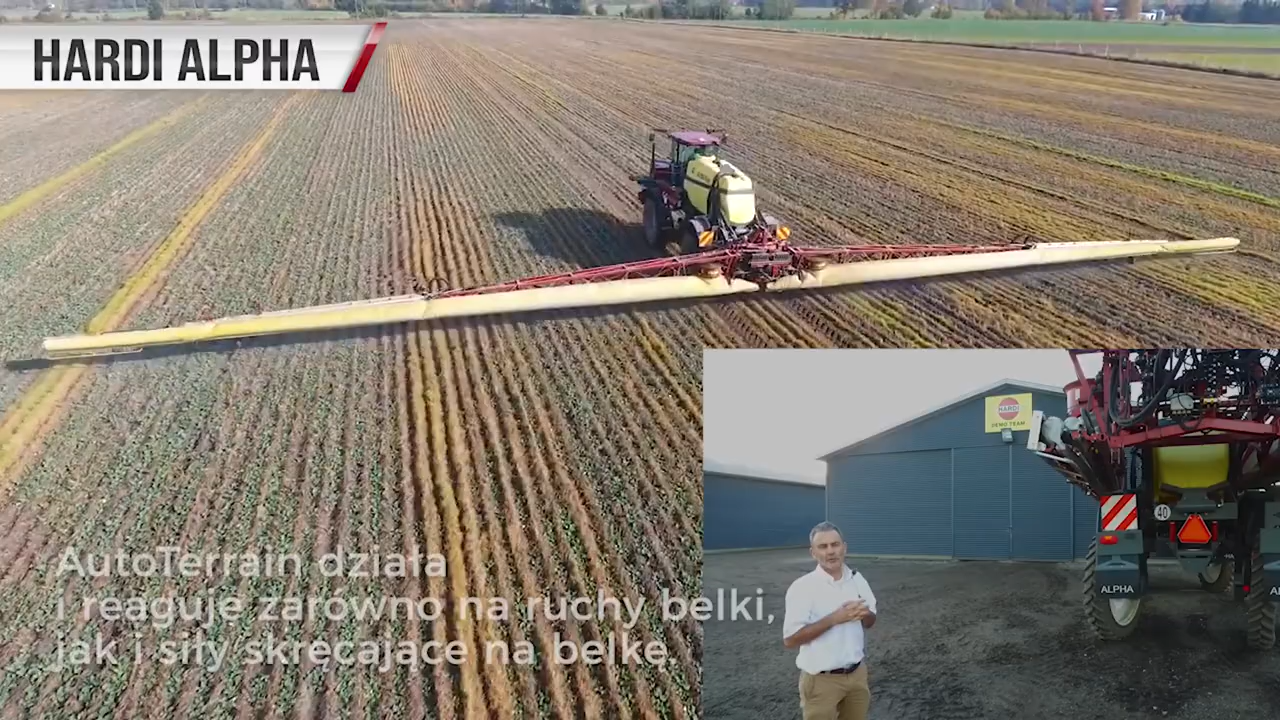 HARDI ALPHA
HARDI
DEMO TEAM
40
ALPHA
AutoTerrain działa
i reaguje zarówno na ruchy belki,
jak i siły skręcające na belkę.